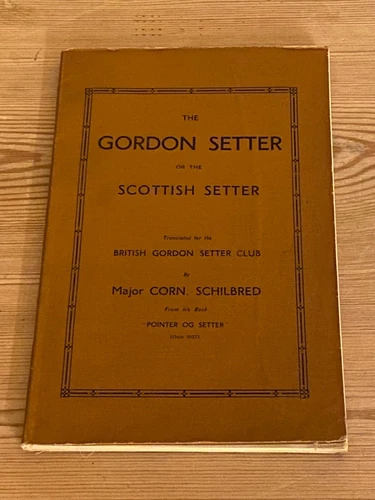 THE
GORDON SETTER
OR THE
SCOTTISH SETTER
Translated for the
BRITISH GORDON SETTER CLUB
By
Major CORN. SCHILBRED
From his Book
"POINTER OG SETTER"